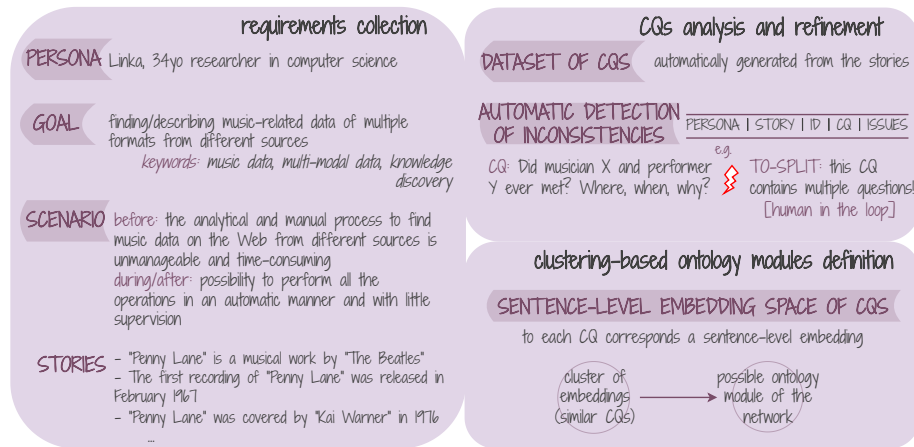 requirements collection
PERSONA Linka, 34yo researcher in computer science
GOAL finding/describing music-related data of multiple
formats from different sources
keywords: music data, multi-modal data, knowledge
discovery
SCENARIO before: the analytical and manual process to find
music data on the Web from different sources is
unmanageable and time-consuming
during/after: possibility to perform all the
operations in an automatic manner and with little
supervision
STORIES - "Penny Lane" is a musical work by "The Beatles"
- The first recording of "Penny Lane" was released in
February 1967
- "Penny Lane" was covered by "Kai Warner" in 1976
...
CQs analysis and refinement
DATASET OF CQS automatically generated from the stories
AUTOMATIC DETECTION
OF INCONSISTENCIES
PERSONA | STORY | ID | CQ | ISSUES
e.g.
CQ: Did musician X and performer
Y ever met? Where, when, why?
TO-SPLIT: this CQ
contains multiple questions!
[human in the loop]
clustering-based ontology modules definition
SENTENCE-LEVEL EMBEDDING SPACE OF CQS
to each CQ corresponds a sentence-level embedding
cluster of
embeddings
(similar CQs)
possible ontology
module of the
network